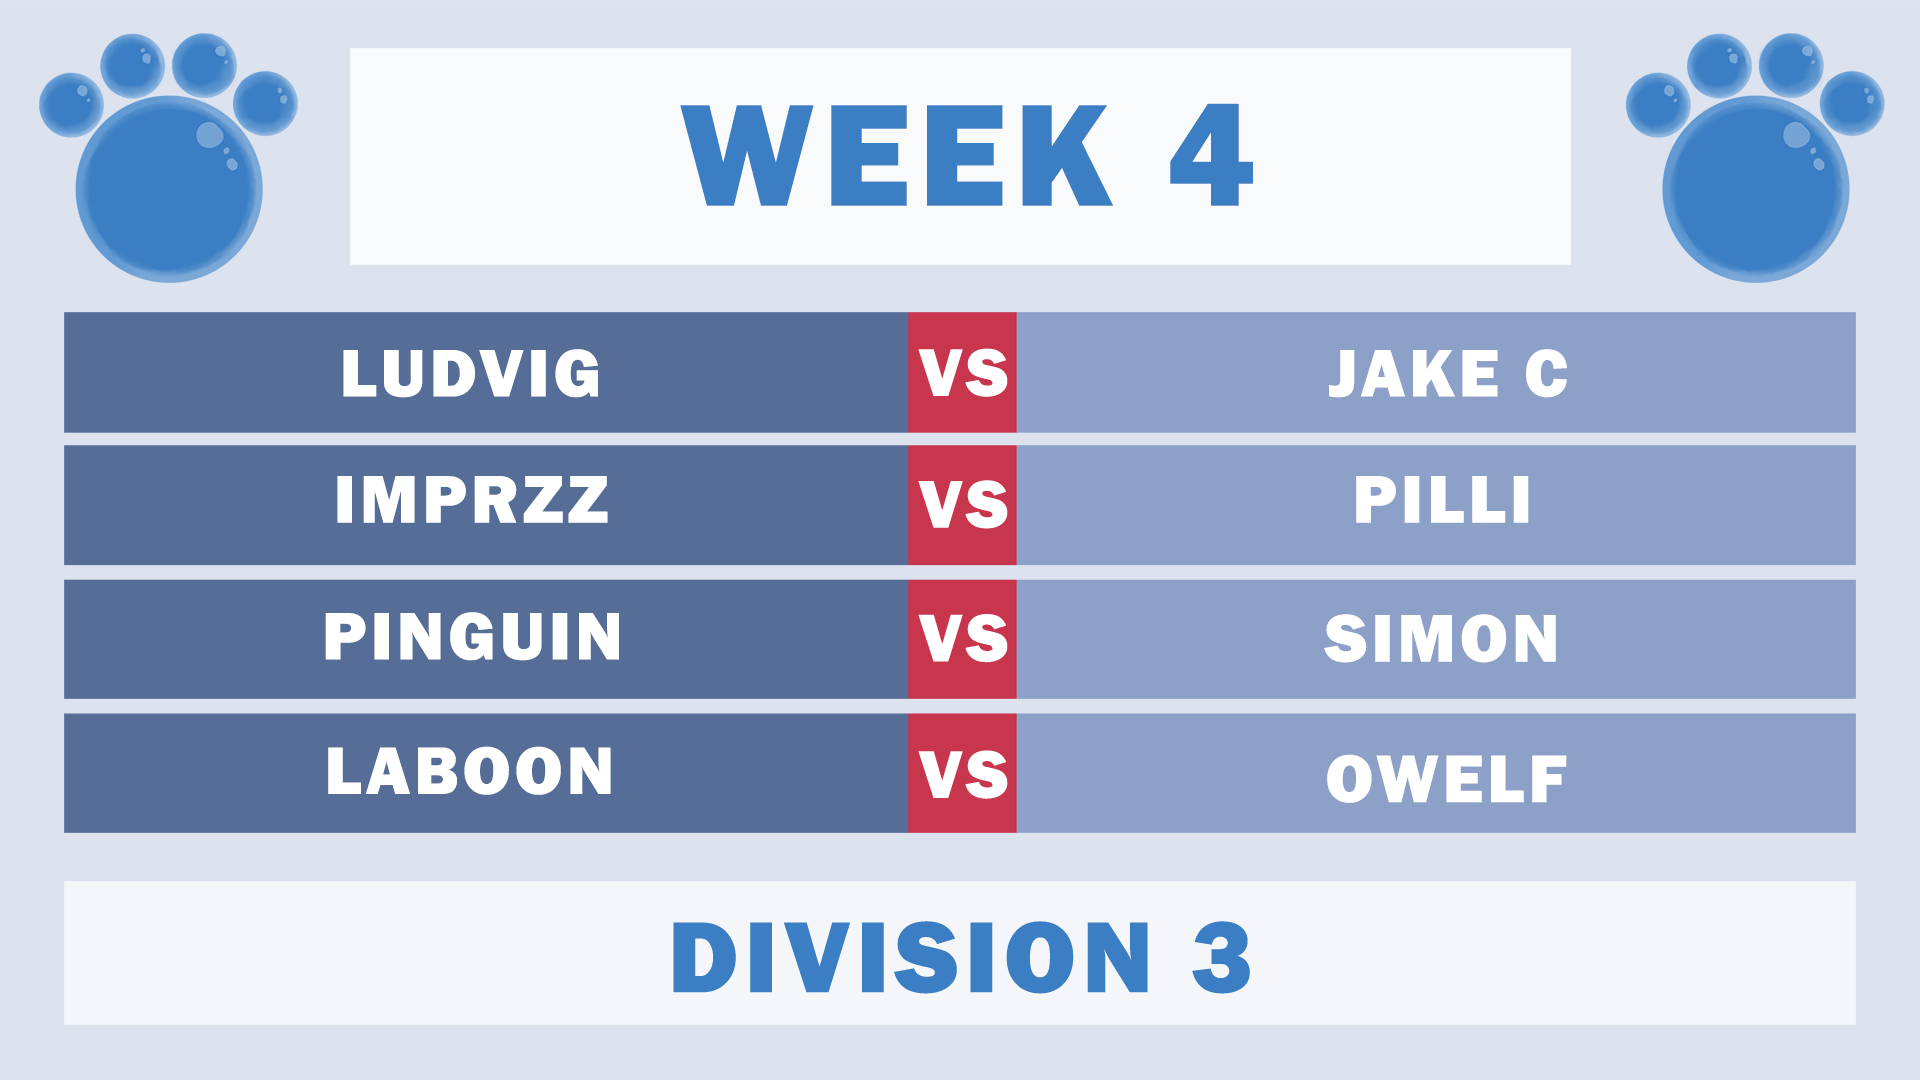 WEEK 4
LUDVIG VS JAKE C
IMPRZZ VS PILLI
PINGUIN VS SIMON
LABOON VS OWELF
DIVISION 3